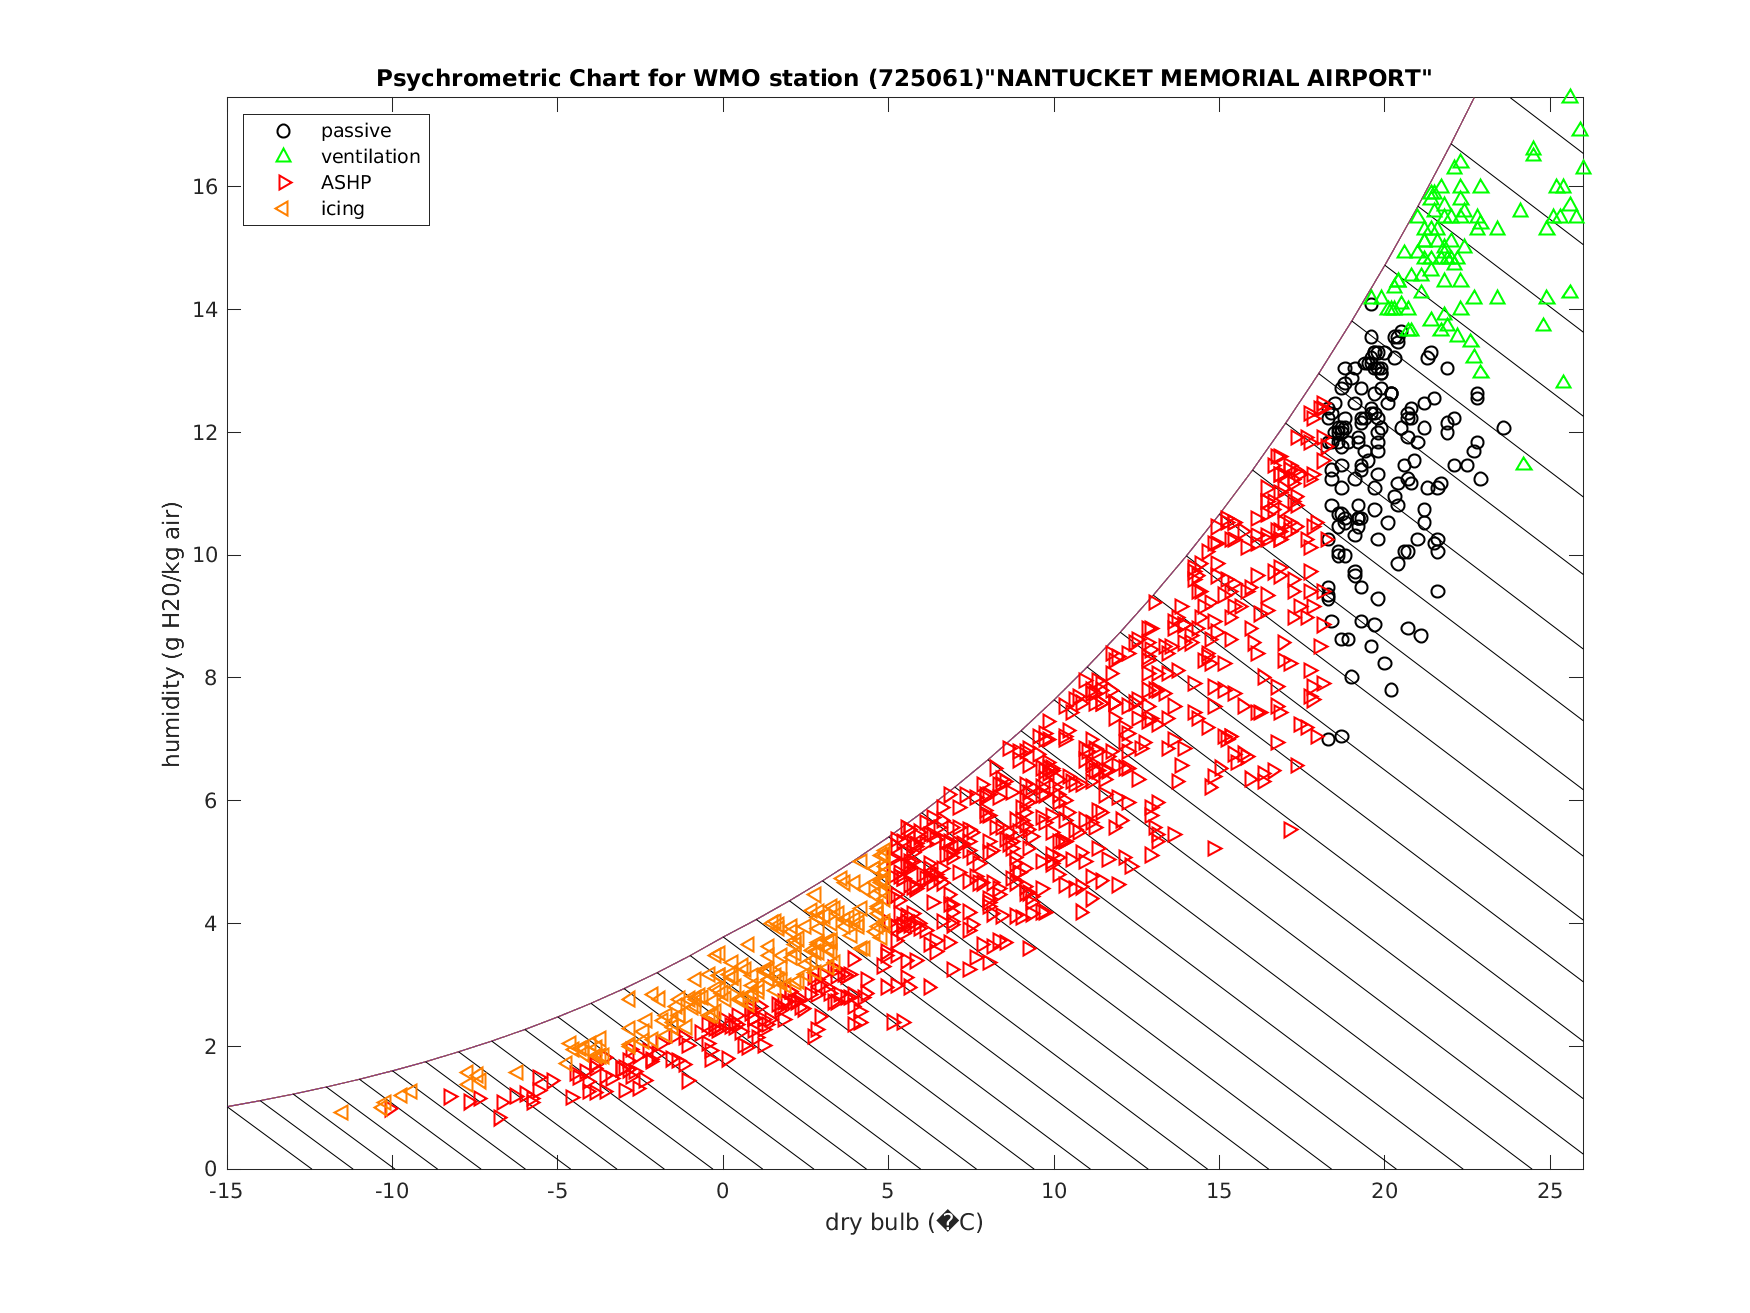 Psychrometric Chart for WMO station (725061)"NANTUCKET MEMORIAL AIRPORT"
passive
ventilation
ASHP
icing
humidity (g H20/kg air)
16
14
12
10
8
6
4
2
0
-15 -10 -5 0 5 10 15 20 25
dry bulb (�C)